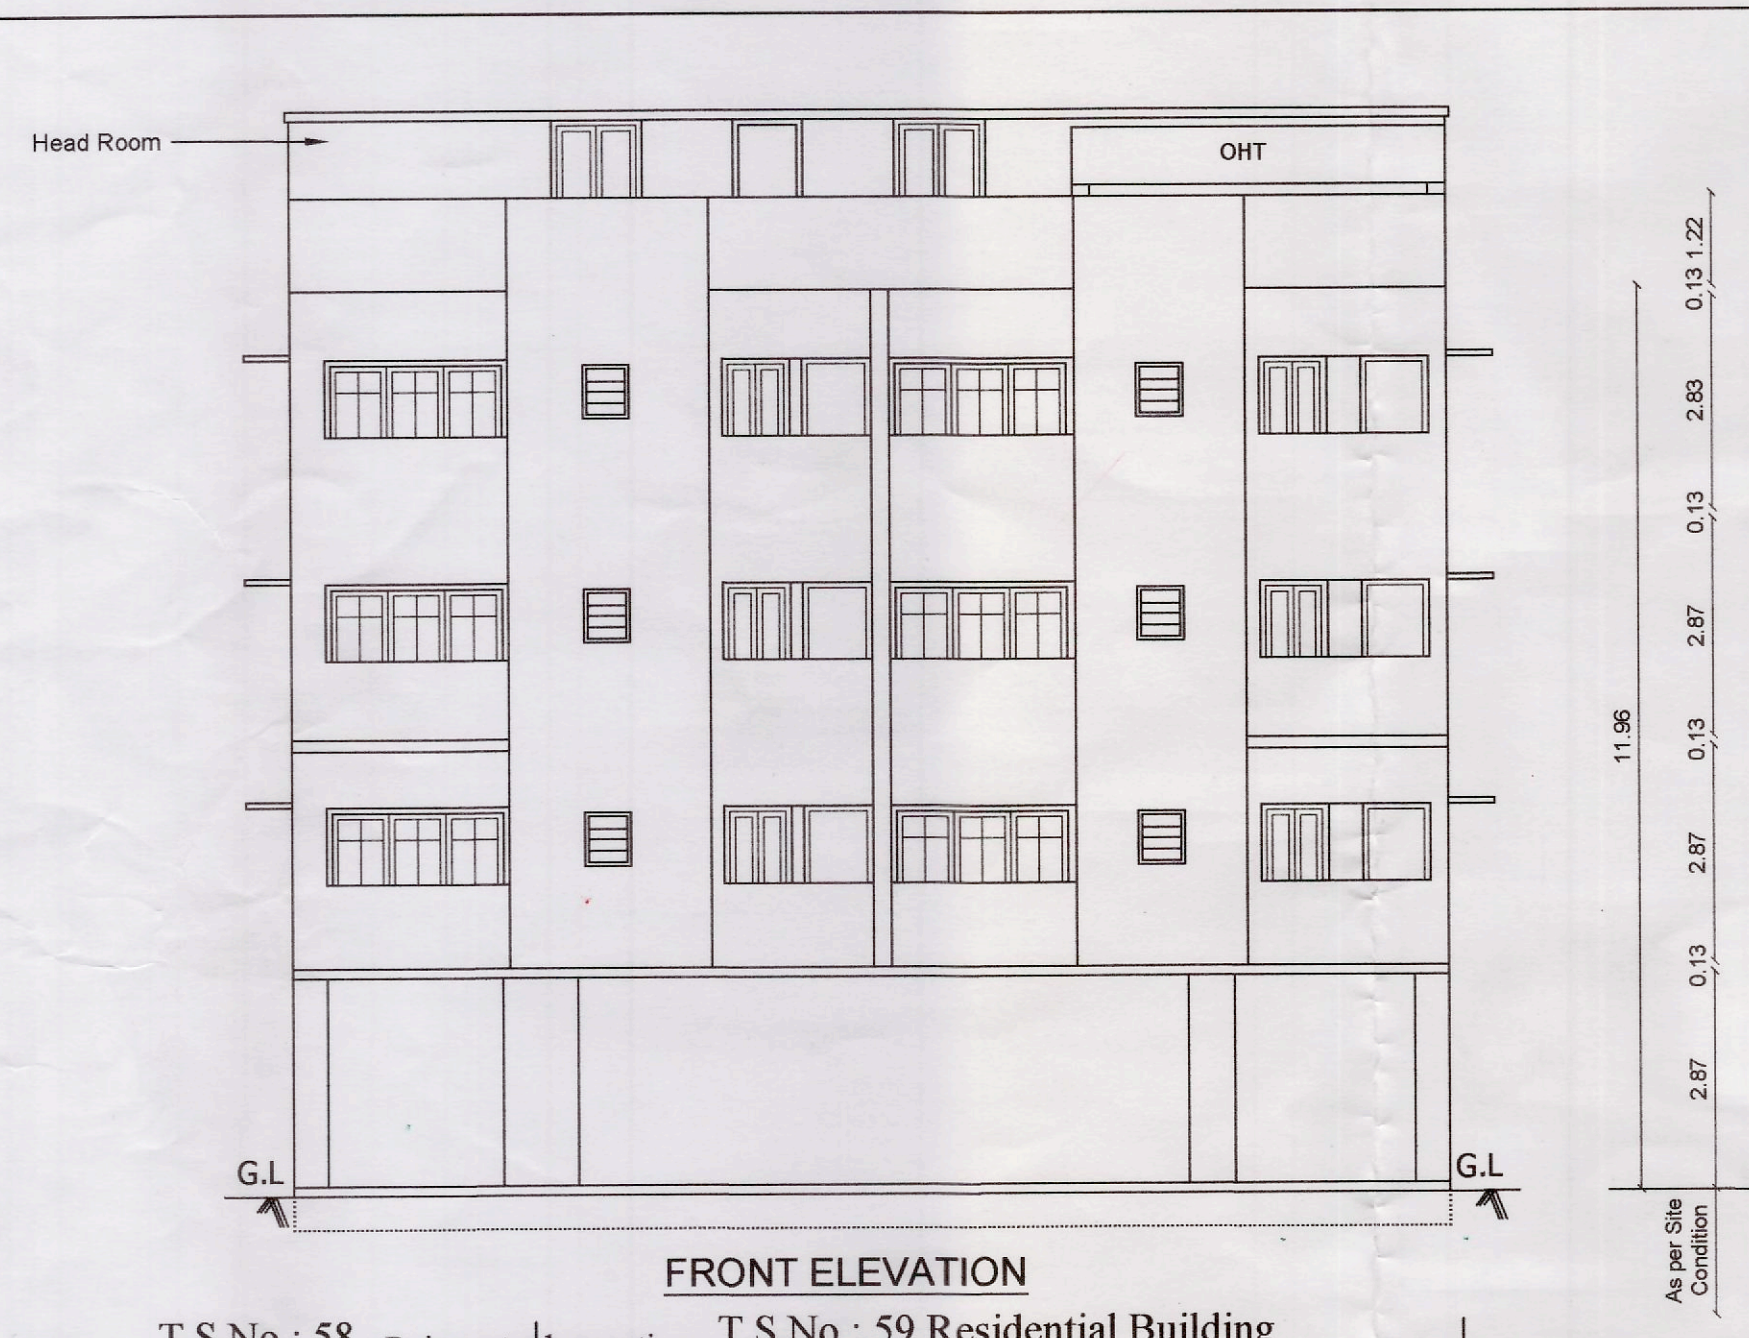 Head Room
OHT
1.22
0.13
2.83
0.13
2.87
11.96
0.13
2.87
0.13
2.87
G.L
G.L
As per Site
Condition
FRONT ELEVATION
T.S No : 58
T.S No : 59 Residential Building